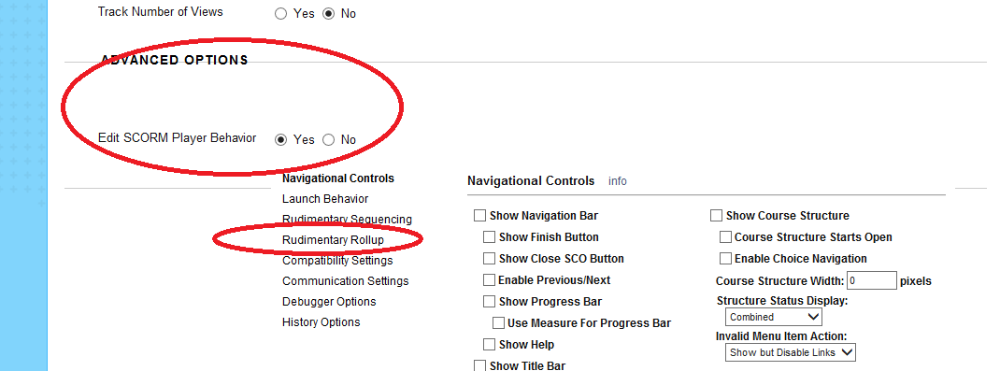 Track Number of Views Yes No
ADVANCED OPTIONS
Edit SCORM Player Behavior Yes No
Navigational Controls
Launch Behavior
Rudimentary Sequencing
Rudimentary Rollup
Compatibility Settings
Communication Settings
Debugger Options
History Options
Navigational Controls info
Show Navigation Bar
Show Finish Button
Show Close SCO Button
Enable Previous/Next
Show Progress Bar
Use Measure For Progress Bar
Show Help
Show Title Bar
Show Course Structure
Course Structure Starts Open
Enable Choice Navigation
Course Structure Width: 0 pixels
Structure Status Display:
Combined
Invalid Menu Item Action:
Show but Disable Links